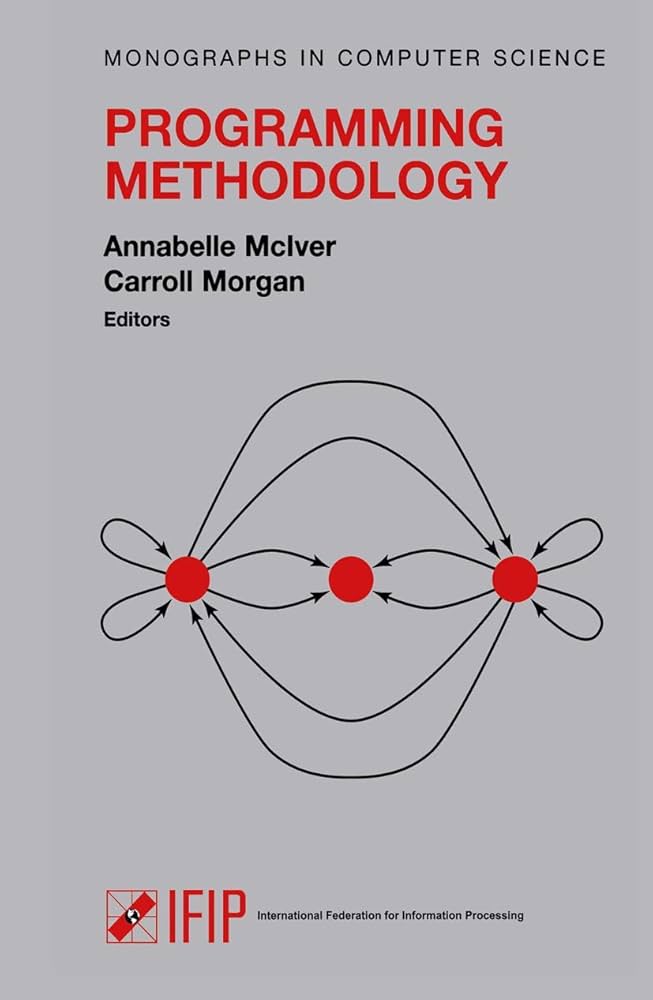 MONOGRAPHS IN COMPUTER SCIENCE
PROGRAMMING
METHODOLOGY
Annabelle McIver
Carroll Morgan
Editors
IFIP International Federation for Information Processing